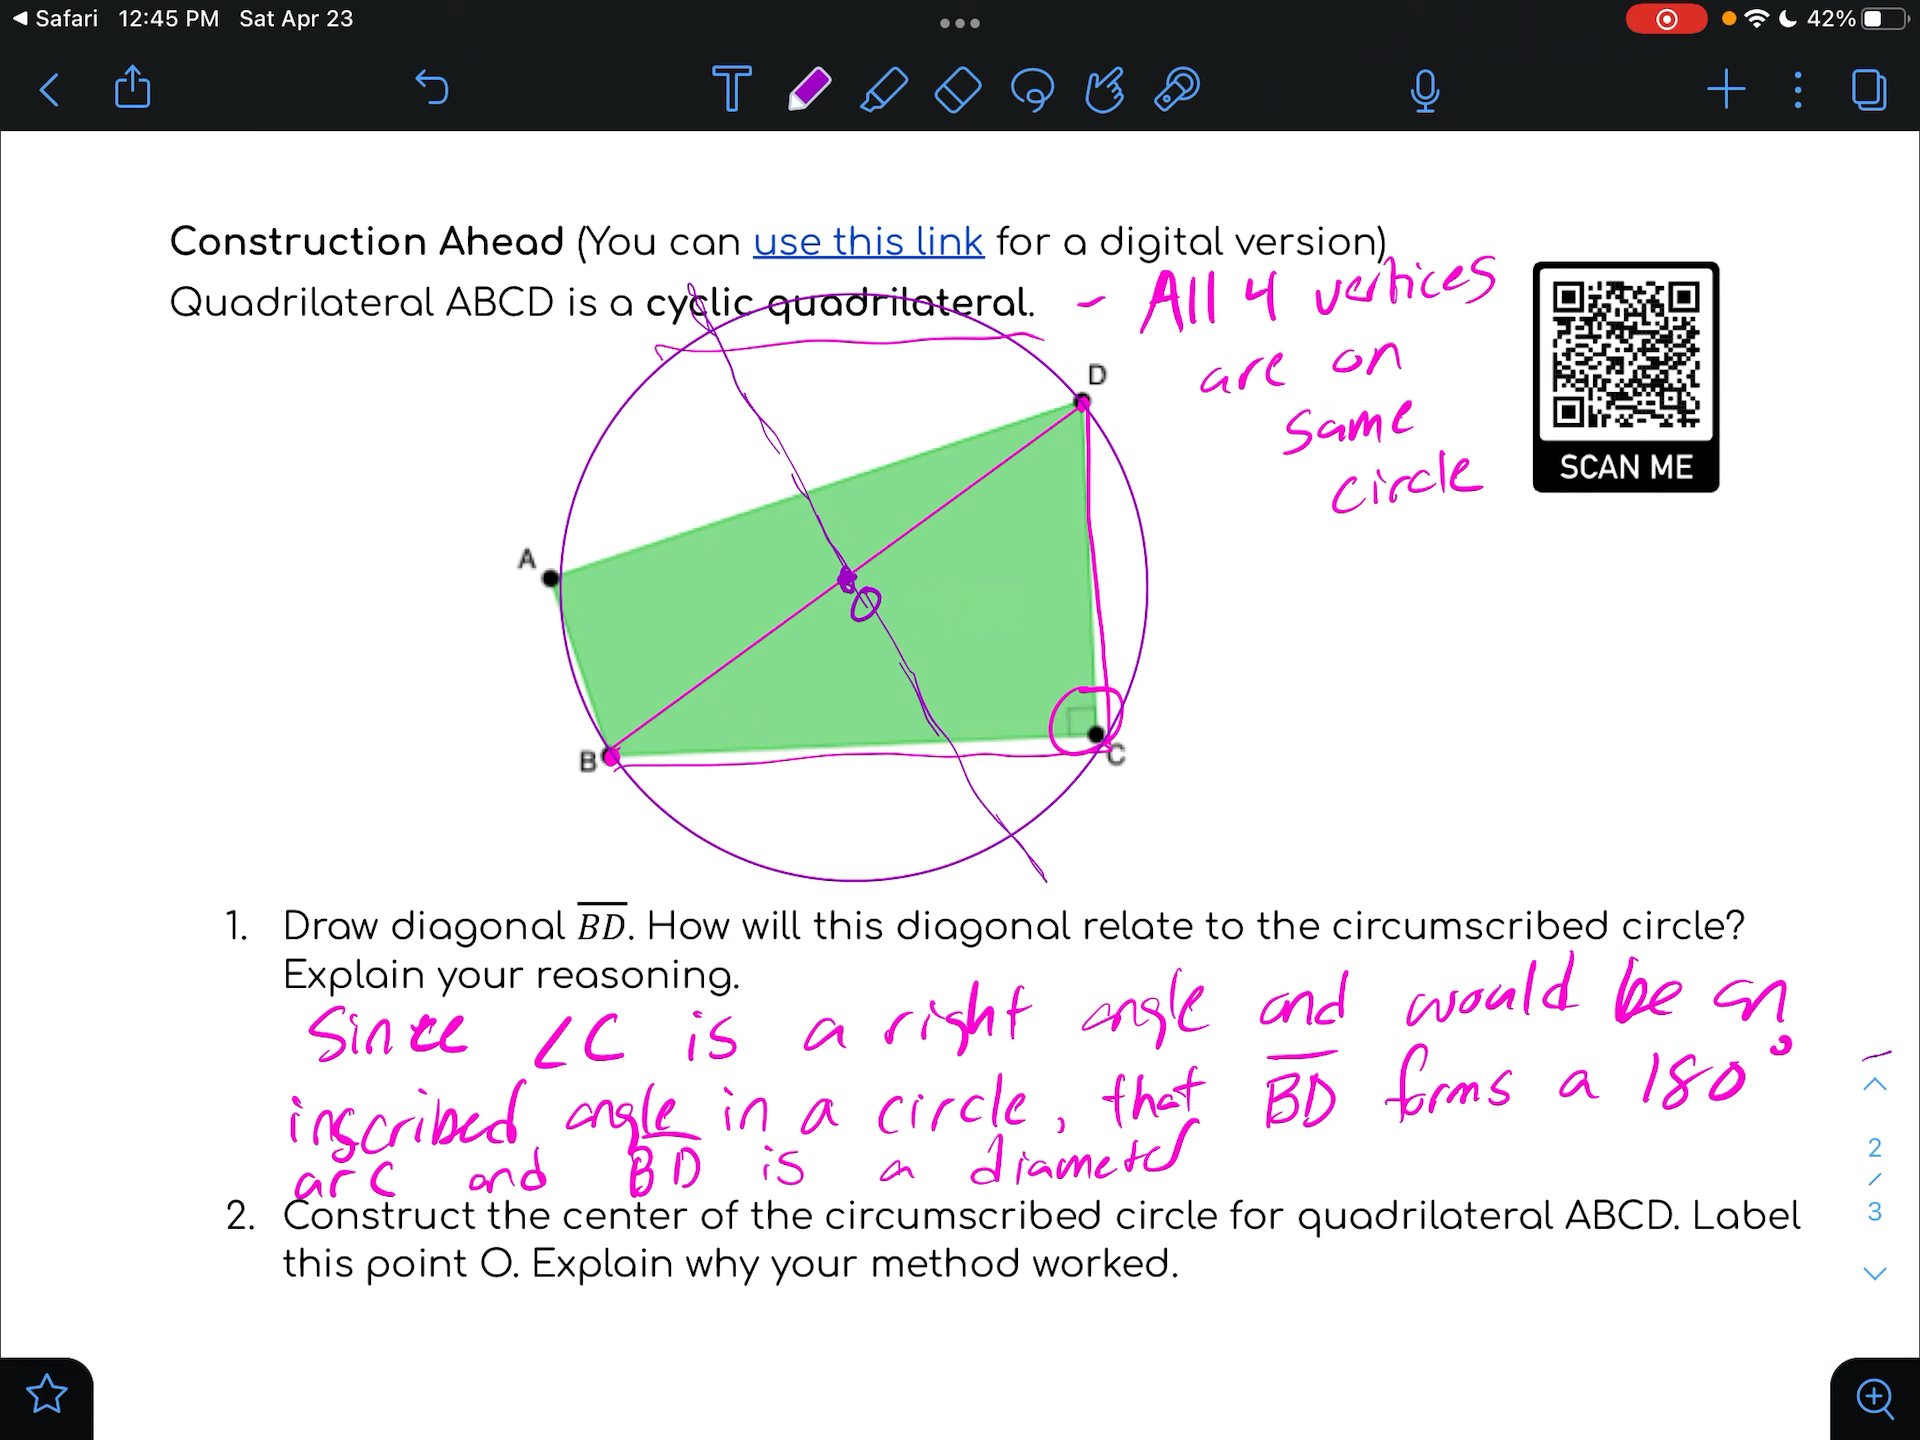 Safari 12:45 PM Sat Apr 23
42%
Construction Ahead (You can use this link for a digital version)
Quadrilateral ABCD is a cyclic quadrilateral. - All 4 vertices
are on
same
circle
SCAN ME
D
A
O
B
C
1. Draw diagonal BD. How will this diagonal relate to the circumscribed circle?
Explain your reasoning.
Since ∠C is a right angle and would be an
inscribed angle in a circle, that BD forms a 180°
arc and BD is a diameter
2. Construct the center of the circumscribed circle for quadrilateral ABCD. Label
this point O. Explain why your method worked.
2
/
3